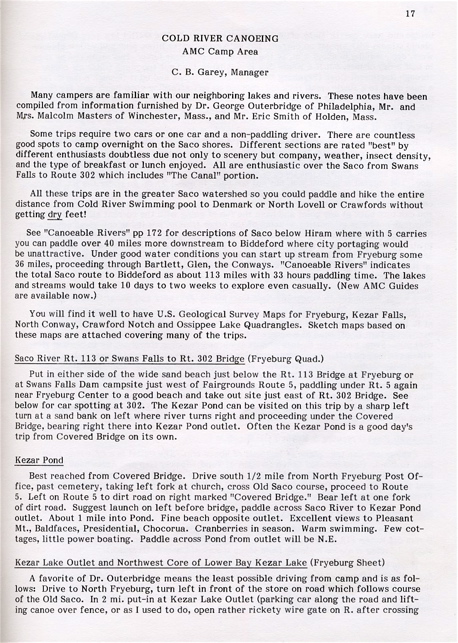 17
COLD RIVER CANOEING
AMC Camp Area
C. B. Garey, Manager
Many campers are familiar with our neighboring lakes and rivers. These notes have been
compiled from information furnished by Dr. George Outerbridge of Philadelphia, Mr. and
Mrs. Malcolm Masters of Winchester, Mass., and Mr. Eric Smith of Holden, Mass.
Some trips require two cars or one car and a non-paddling driver. There are countless
good spots to camp overnight on the Saco shores. Different sections are rated "best" by
different enthusiasts doubtless due not only to scenery but company, weather, insect density,
and the type of breakfast or lunch enjoyed. All are enthusiastic over the Saco from Swans
Falls to Route 302 which includes "The Canal" portion.
All these trips are in the greater Saco watershed so you could paddle and hike the entire
distance from Cold River Swimming pool to Denmark or North Lovell or Crawfords without
getting dry feet!
See "Canoeable Rivers" pp 172 for descriptions of Saco below Hiram where with 5 carries
you can paddle over 40 miles more downstream to Biddeford where city portaging would
be unattractive. Under good water conditions you can start up stream from Fryeburg some
36 miles, proceeding through Bartlett, Glen, the Conways. "Canoeable Rivers" indicates
the total Saco route to Biddeford as about 113 miles with 33 hours paddling time. The lakes
and streams would take 10 days to two weeks to explore even casually. (New AMC Guides
are available now.)
You will find it well to have U.S. Geological Survey Maps for Fryeburg, Kezar Falls,
North Conway, Crawford Notch and Ossippee Lake Quadrangles. Sketch maps based on
these maps are attached covering many of the trips.
Saco River Rt. 113 or Swans Falls to Rt. 302 Bridge (Fryeburg Quad.)
Put in either side of the wide sand beach just below the Rt. 113 Bridge at Fryeburg or
at Swans Falls Dam campsite just west of Fairgrounds Route 5, paddling under Rt. 5 again
near Fryeburg Center to a good beach and take out site just east of Rt. 302 Bridge. See
below for car spotting at 302. The Kezar Pond can be visited on this trip by a sharp left
turn at a sand bank on left where river turns right and proceeding under the Covered
Bridge, bearing right there into Kezar Pond outlet. Often the Kezar Pond is a good day's
trip from Covered Bridge on its own.
Kezar Pond
Best reached from Covered Bridge. Drive south 1/2 mile from North Fryeburg Post Of-
fice, past cemetery, taking left fork at church, cross Old Saco course, proceed to Route
5. Left on Route 5 to dirt road on right marked "Covered Bridge." Bear left at one fork
of dirt road. Suggest launch on left before bridge, paddle across Saco River to Kezar Pond
outlet. About 1 mile into Pond. Fine beach opposite outlet. Excellent views to Pleasant
Mt., Baldfaces, Presidential, Chocorua. Cranberries in season. Warm swimming. Few cot-
tages, little power boating. Paddle across Pond from outlet will be N.E.
Kezar Lake Outlet and Northwest Core of Lower Bay Kezar Lake (Fryeburg Sheet)
A favorite of Dr. Outerbridge means the least possible driving from camp and is as fol-
lows: Drive to North Fryeburg, turn left in front of the store on road which follows course
of the Old Saco. In 2 mi. put-in at Kezar Lake Outlet (parking car along the road and lift-
ing canoe over fence, or as I used to do, open rather rickety wire gate on R. after crossing